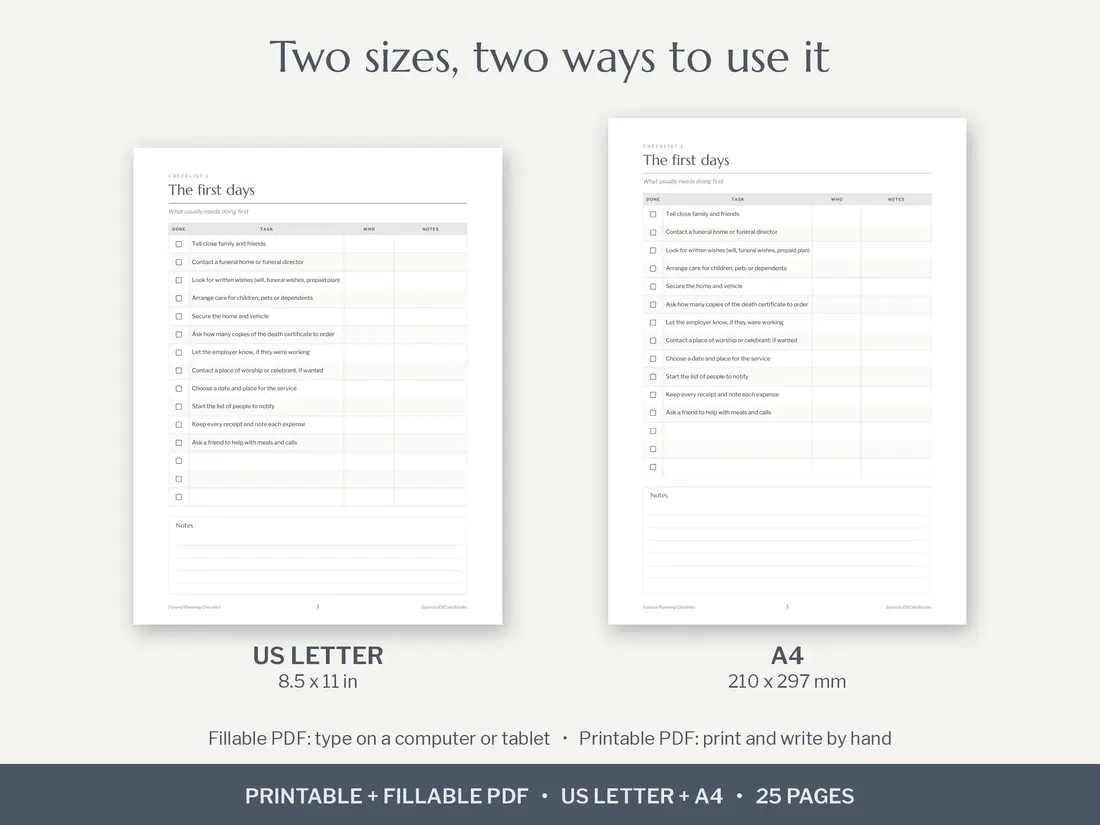 Two sizes, two ways to use it
CHECKLIST 1
The first days
What usually needs doing first
DONE TASK WHO NOTES
Tell close family and friends
Contact a funeral home or funeral director
Look for written wishes (will, funeral wishes, prepaid plan)
Arrange care for children, pets or dependents
Secure the home and vehicle
Ask how many copies of the death certificate to order
Let the employer know, if they were working
Contact a place of worship or celebrant, if wanted
Choose a date and place for the service
Start the list of people to notify
Keep every receipt and note each expense
Ask a friend to help with meals and calls
Notes
Funeral Planning Checklist 3
US LETTER
8.5 x 11 in
CHECKLIST 1
The first days
What usually needs doing first
DONE TASK WHO NOTES
Tell close family and friends
Contact a funeral home or funeral director
Look for written wishes (will, funeral wishes, prepaid plan)
Arrange care for children, pets or dependents
Secure the home and vehicle
Ask how many copies of the death certificate to order
Let the employer know, if they were working
Contact a place of worship or celebrant, if wanted
Choose a date and place for the service
Start the list of people to notify
Keep every receipt and note each expense
Ask a friend to help with meals and calls
Notes
Funeral Planning Checklist 3
A4
210 x 297 mm
Fillable PDF: type on a computer or tablet • Printable PDF: print and write by hand
PRINTABLE + FILLABLE PDF • US LETTER + A4 • 25 PAGES